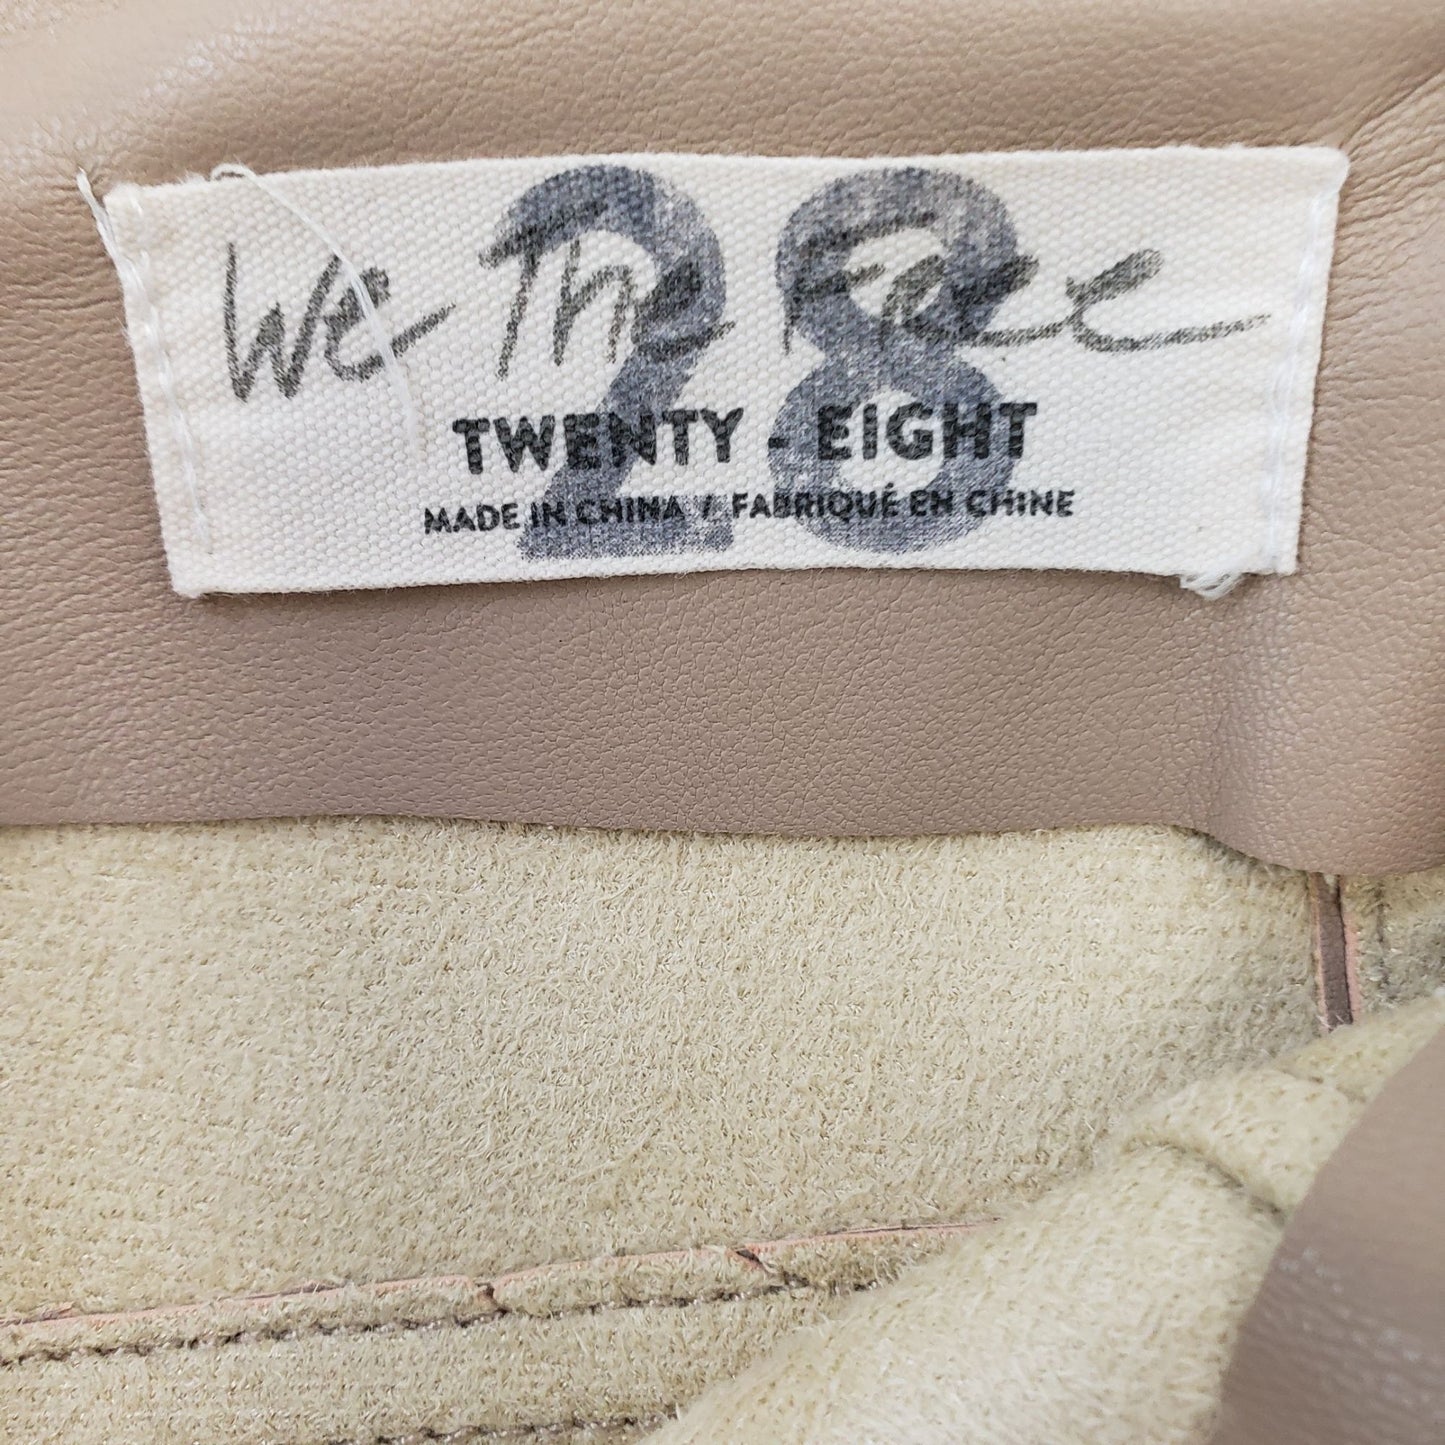 28
We The Free
TWENTY - EIGHT
MADE IN CHINA / FABRIQUÉ EN CHINE